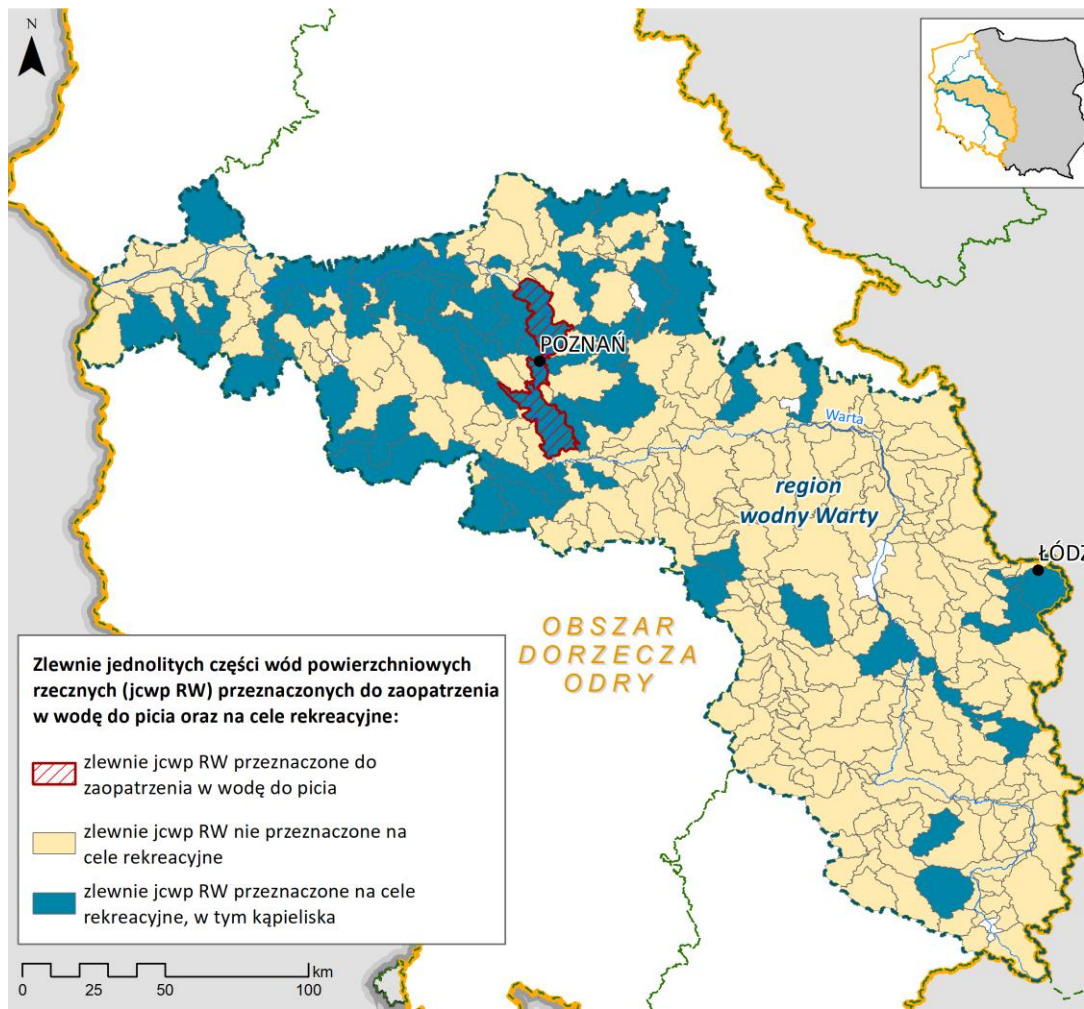 N
POZNAŃ
Warta
region
wodny Warty
ŁÓDŹ
OBSZAR
DORZECZA
ODRY
Zlewnie jednolitych części wód powierzchniowych
rzecznych (jcwp RW) przeznaczonych do zaopatrzenia
w wodę do picia oraz na cele rekreacyjne:
zlewnie jcwp RW przeznaczone do
zaopatrzenia w wodę do picia
zlewnie jcwp RW nie przeznaczone na
cele rekreacyjne
zlewnie jcwp RW przeznaczone na cele
rekreacyjne, w tym kąpieliska
km
0 25 50 100